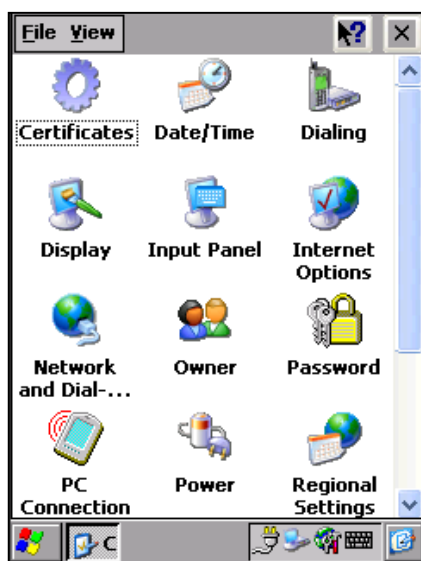 File View
Certificates Date/Time Dialing
Display Input Panel Internet
Options
Network Owner Password
and Dial-...
PC Power Regional
Connection Settings
C